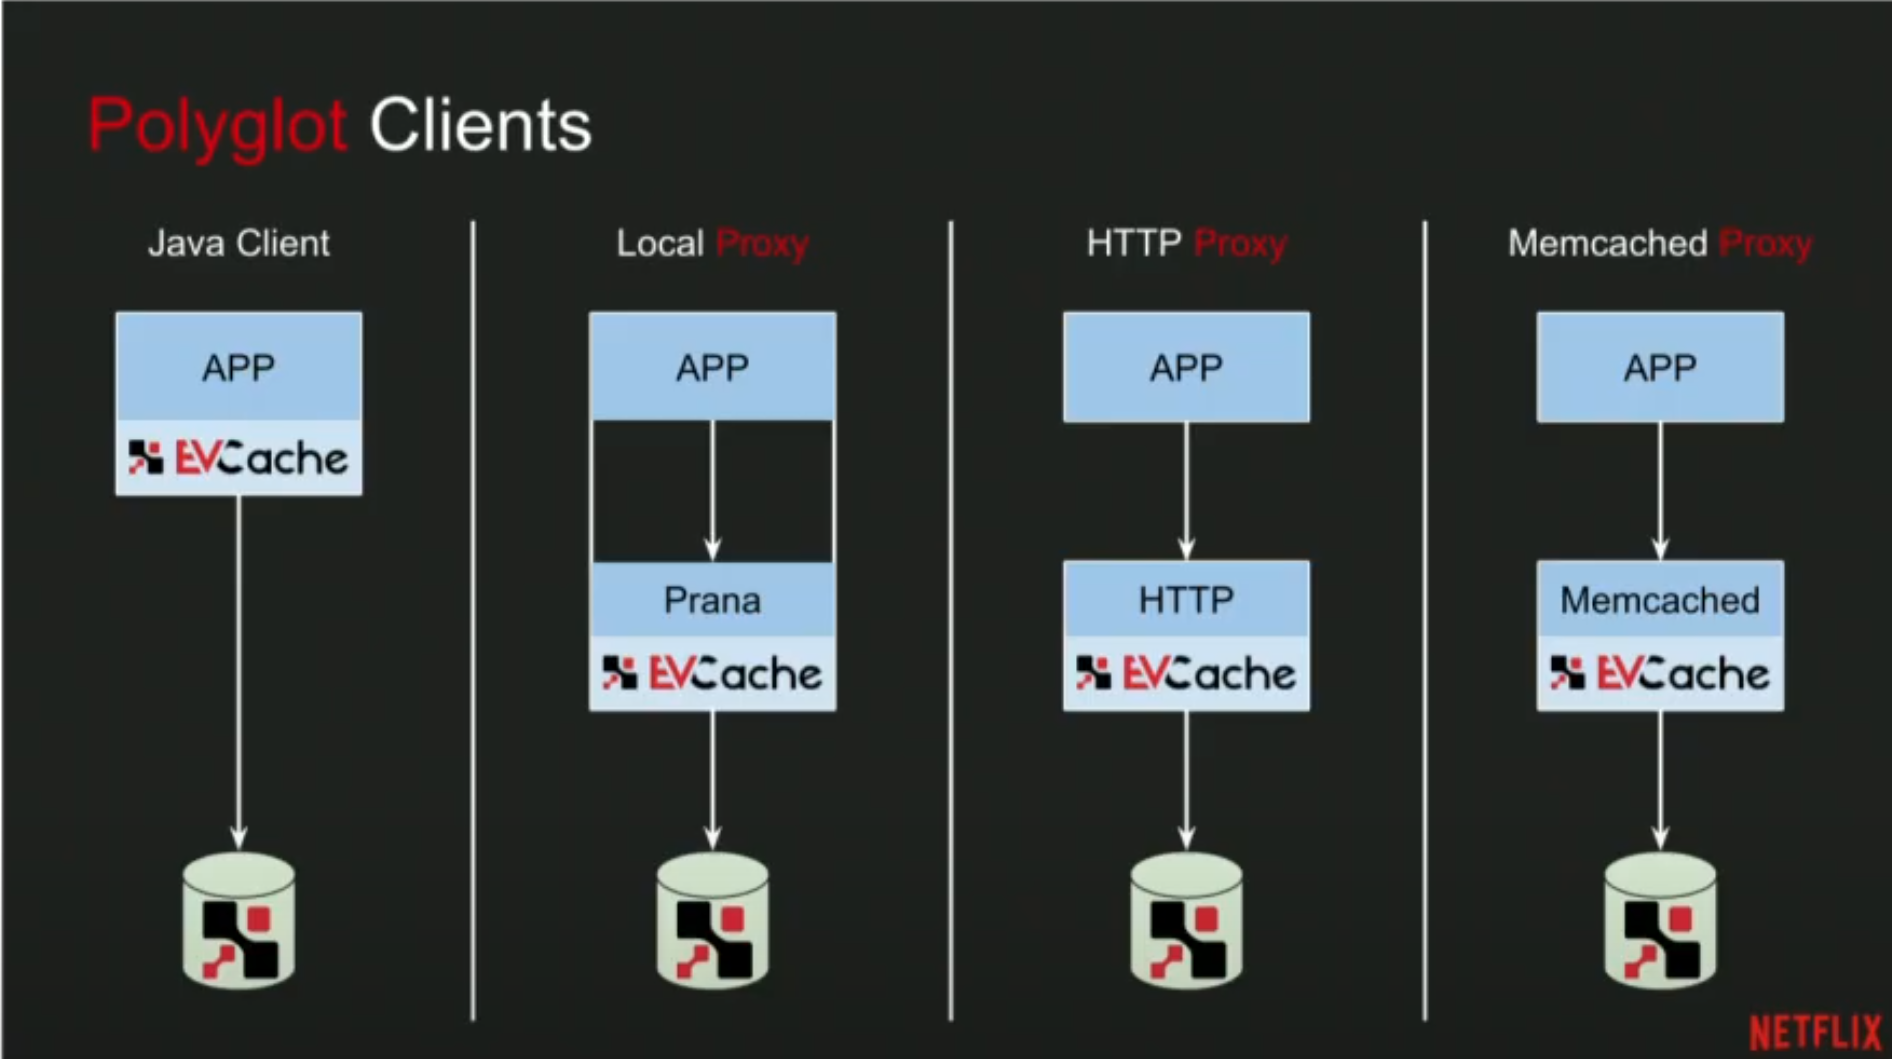 Polyglot Clients
Java Client
APP
EVCache
Local Proxy
APP
Prana
EVCache
HTTP Proxy
APP
HTTP
EVCache
Memcached Proxy
APP
Memcached
EVCache
NETFLIX